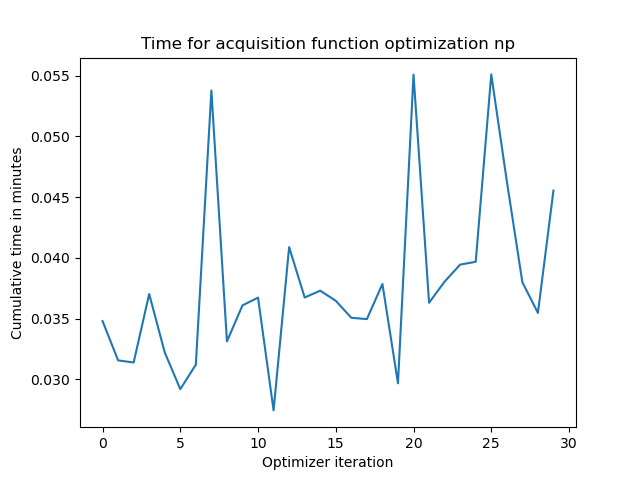 Time for acquisition function optimization np
Cumulative time in minutes
0.055
0.050
0.045
0.040
0.035
0.030
0 5 10 15 20 25 30
Optimizer iteration